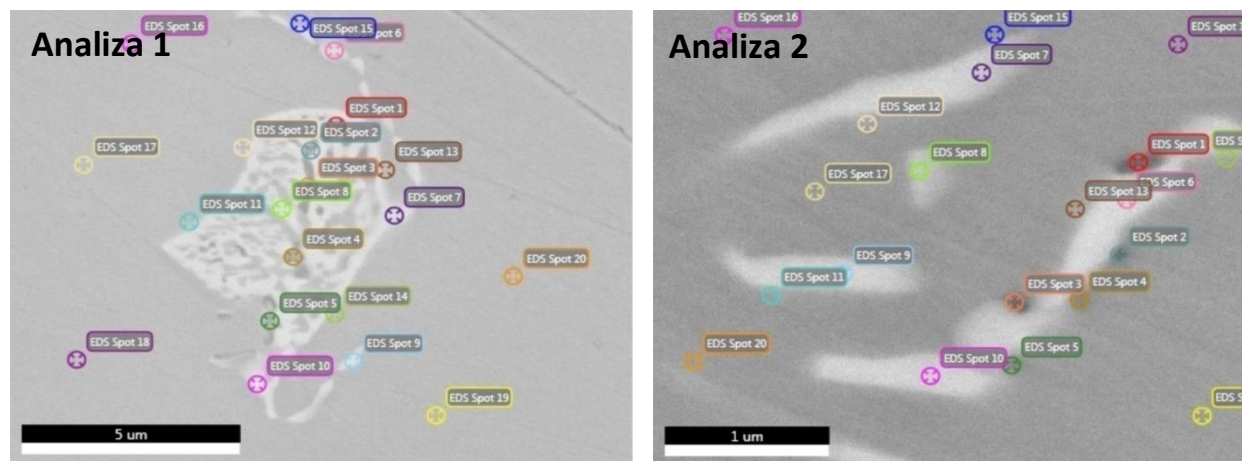 Analiza 1
EDS Spot 16
EDS Spot 15
pot 6
EDS Spot 1
EDS Spot 12
EDS Spot 2
EDS Spot 17
EDS Spot 13
EDS Spot 3
EDS Spot 8
EDS Spot 7
EDS Spot 11
EDS Spot 4
EDS Spot 20
EDS Spot 5
EDS Spot 14
EDS Spot 18
EDS Spot 9
EDS Spot 10
EDS Spot 19
5 um
Analiza 2
EDS Spot 16
EDS Spot 15
EDS Spot 1
EDS Spot 7
EDS Spot 12
EDS Spot 1
EDS S
EDS Spot 8
EDS Spot 17
EDS Spot 6
EDS Spot 13
EDS Spot 2
EDS Spot 9
EDS Spot 11
EDS Spot 3
EDS Spot 4
EDS Spot 20
EDS Spot 10
EDS Spot 5
EDS S
1 um